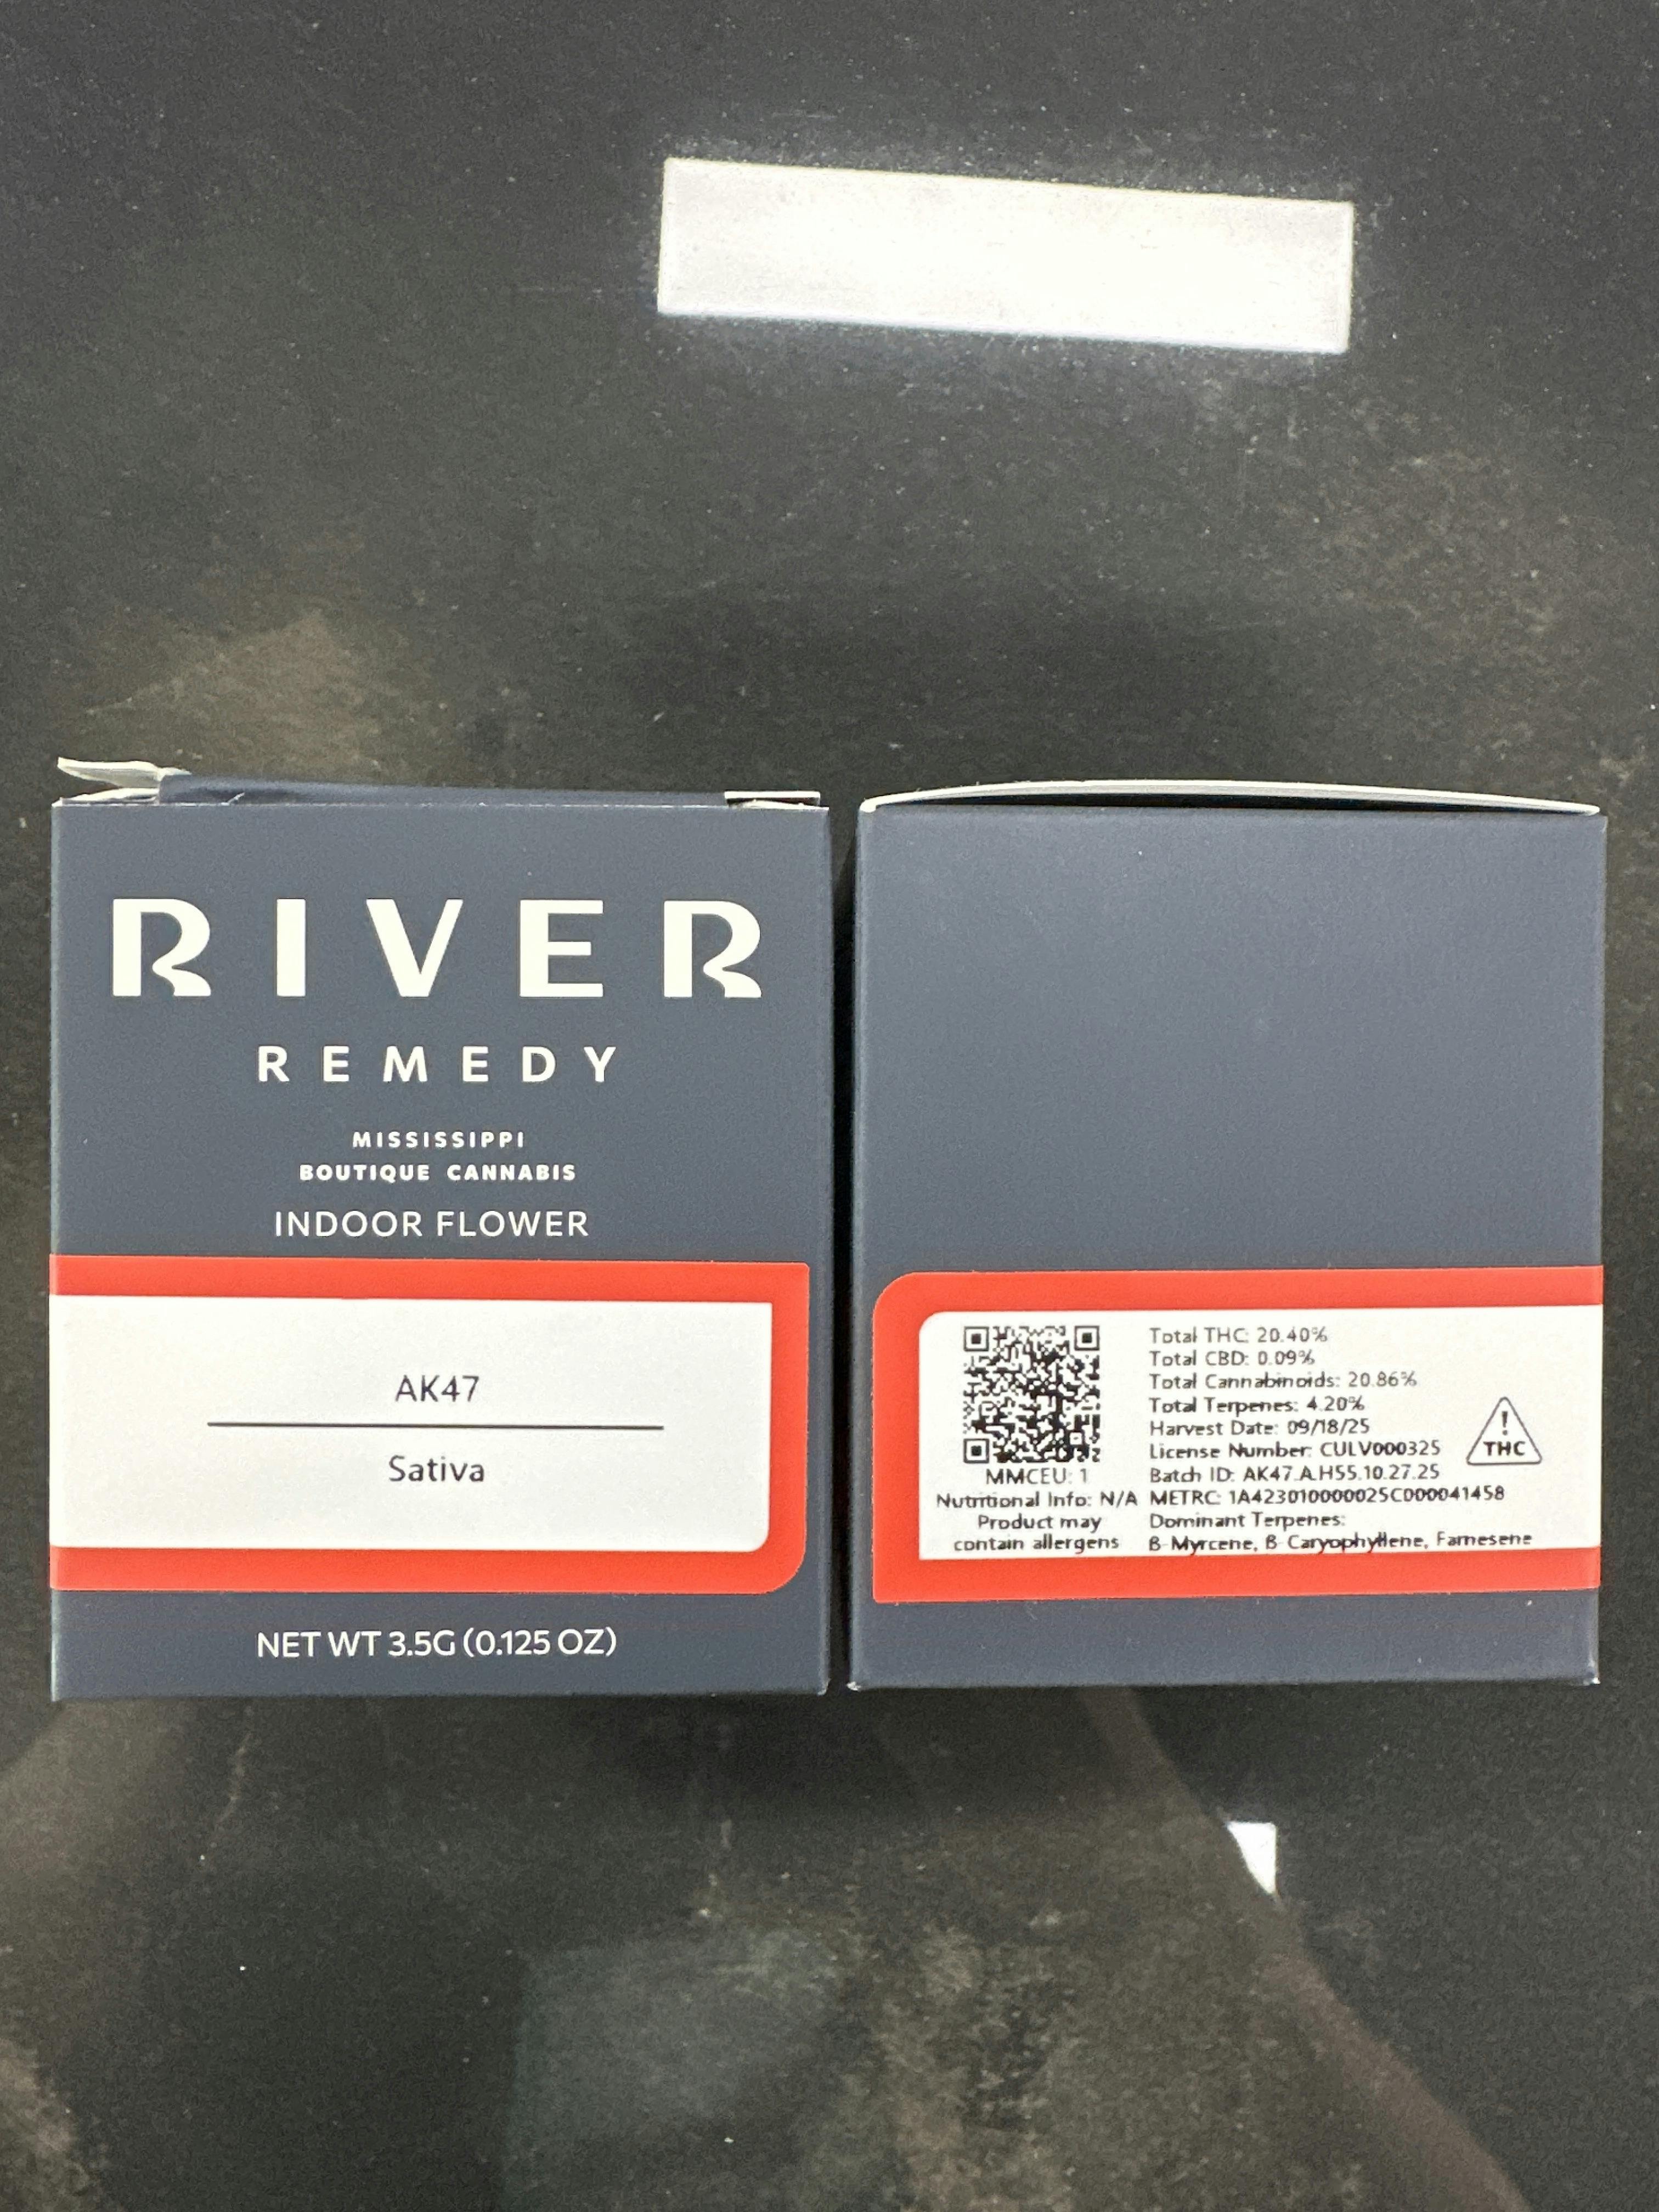 RIVER
REMEDY
MISSISSIPPI
BOUTIQUE CANNABIS
INDOOR FLOWER
AK47
Sativa
NET WT 3.5G (0.125 OZ)
MMCEU: 1
Nutritional Info: N/A
Product may
contain allergens
Total THC: 20.40%
Total CBD: 0.09%
Total Cannabinoids: 20.86%
Total Terpenes: 4.20%
Harvest Date: 09/18/25
License Number: CULV000325
Batch ID: AK47.A.H55.10.27.25
METRC: 1A423010000025C000041458
Dominant Terpenes:
B-Myrcene, B-Caryophyllene, Farnesene
!
THC